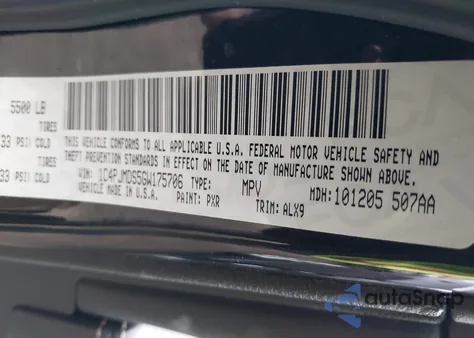 5500 LB
TIRES
33 PSI/ COLD
TIRES
33 PSI/ COLD
THIS VEHICLE CONFORMS TO ALL APPLICABLE U.S.A. FEDERAL MOTOR VEHICLE SAFETY AND
THEFT PREVENTION STANDARDS IN EFFECT ON THE DATE OF MANUFACTURE SHOWN ABOVE.
VIN: 1C4PJMDS5GW175706 TYPE: MPV MDH: 101205 507AA
MADE IN U.S.A. PAINT: PXR TRIM: ALX9
autoSnap